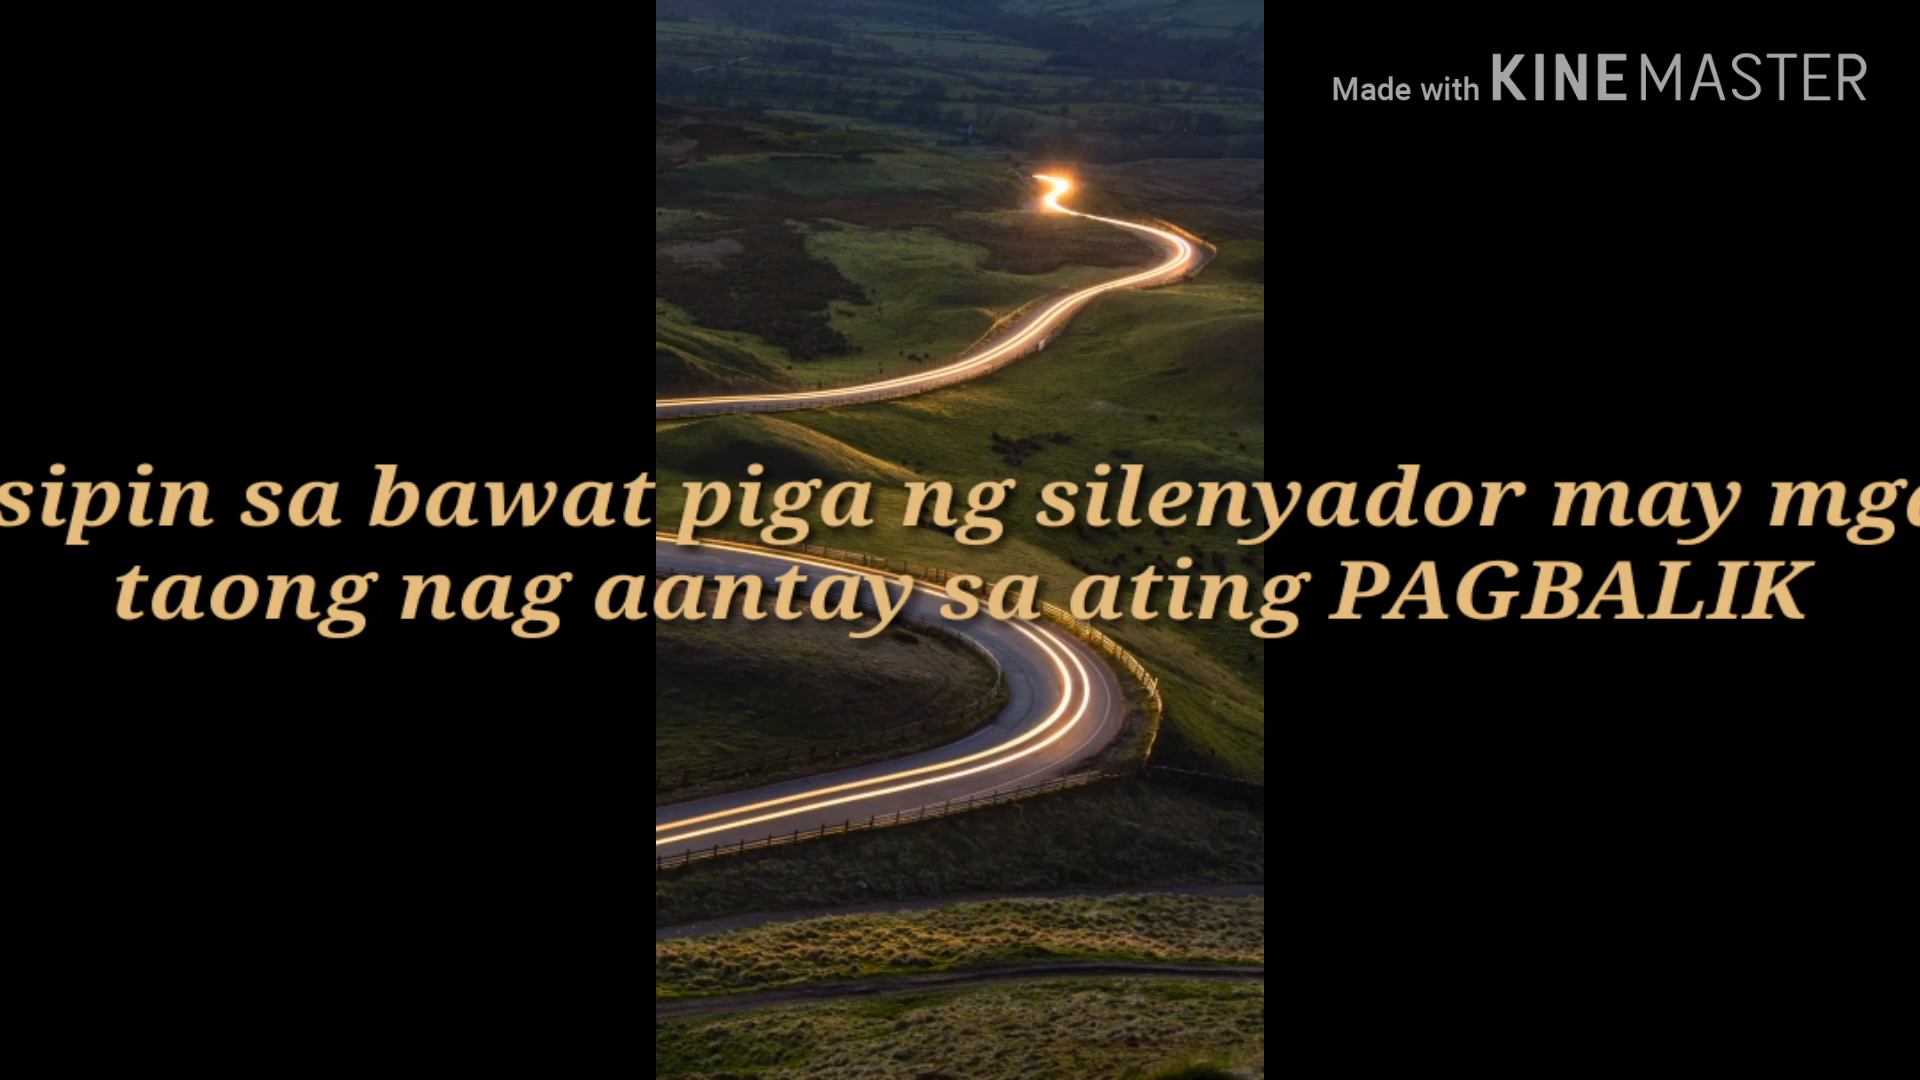 Made with KINEMASTER
sipin sa bawat piga ng silenyador may mga
taong nag aantay sa ating PAGBALIK